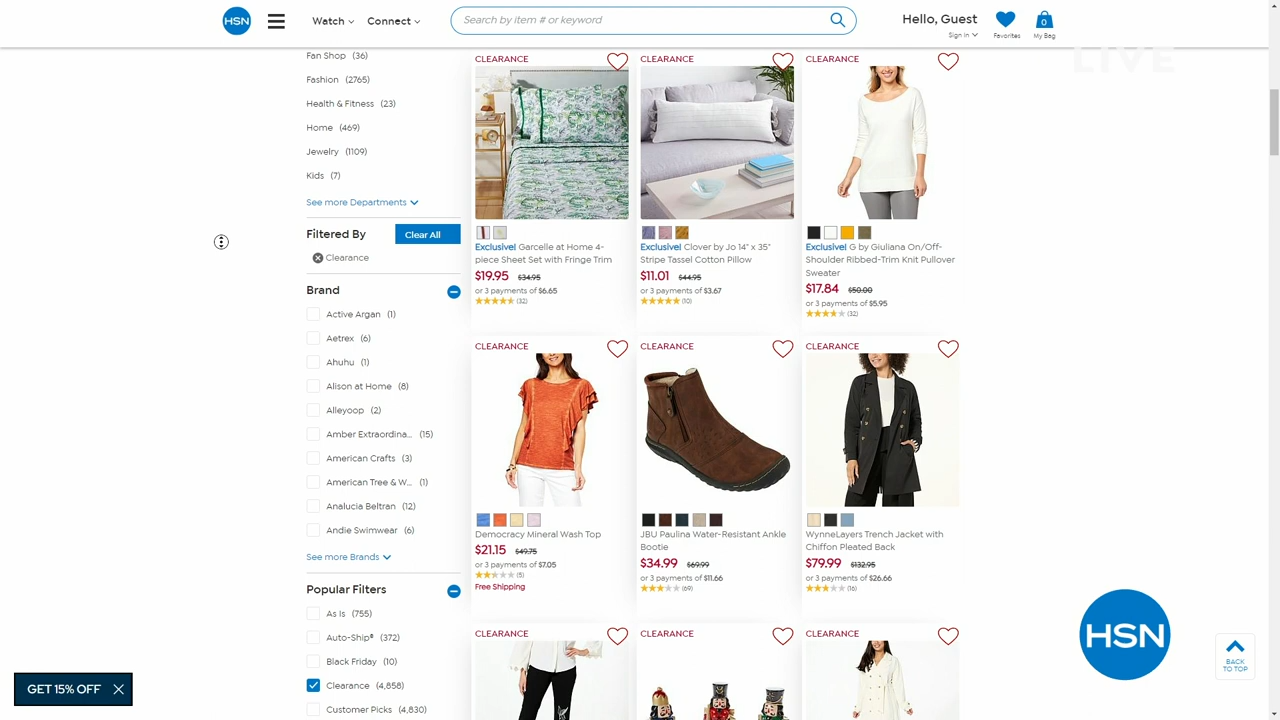 HSN
Watch
Connect
Search by item # or keyword
Hello, Guest
Sign In
Favorites
0
My Bag
LIVE
Fan Shop (36)
Fashion (2765)
Health & Fitness (23)
Home (469)
Jewelry (1109)
Kids (7)
See more Departments
Filtered By
Clear All
Clearance
Brand
Active Argan (1)
Aetrex (6)
Ahuhu (1)
Alison at Home (8)
Alleyoop (2)
Amber Extraordina... (15)
American Crafts (3)
American Tree & W... (1)
Analucia Beltran (12)
Andie Swimwear (6)
See more Brands
Popular Filters
As Is (755)
Auto-Ship® (372)
Black Friday (10)
Clearance (4,858)
Customer Picks (4,830)
CLEARANCE
Exclusive! Garcelle at Home 4-
piece Sheet Set with Fringe Trim
$19.95 $34.95
or 3 payments of $6.65
(32)
CLEARANCE
Exclusive! Clover by Jo 14" x 35"
Stripe Tassel Cotton Pillow
$11.01 $44.95
or 3 payments of $3.67
(10)
CLEARANCE
Exclusive! G by Giuliana On/Off-
Shoulder Ribbed-Trim Knit Pullover
Sweater
$17.84 $50.00
or 3 payments of $5.95
(32)
CLEARANCE
Democracy Mineral Wash Top
$21.15 $49.75
or 3 payments of $7.05
(5)
Free Shipping
CLEARANCE
JBU Paulina Water-Resistant Ankle
Bootie
$34.99 $69.99
or 3 payments of $11.66
(69)
CLEARANCE
WynneLayers Trench Jacket with
Chiffon Pleated Back
$79.99 $132.95
or 3 payments of $26.66
(16)
CLEARANCE
CLEARANCE
CLEARANCE
GET 15% OFF
HSN
BACK
TO TOP